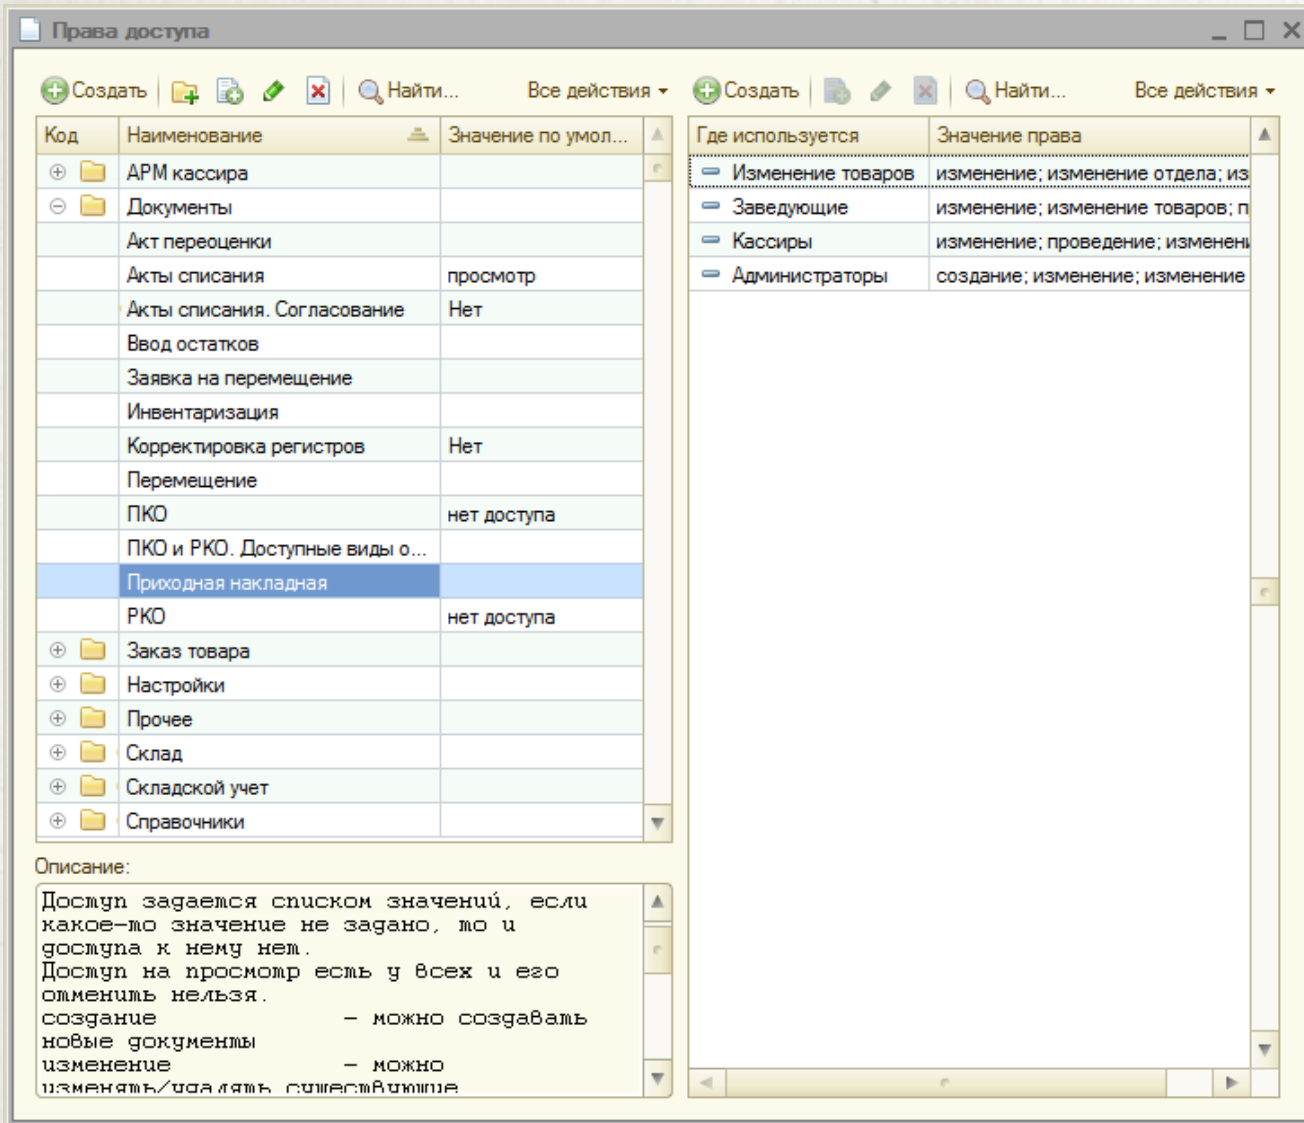 Права доступа
Создать Найти... Все действия
Код Наименование Значение по умол...
АРМ кассира
Документы
Акт переоценки
Акты списания просмотр
Акты списания. Согласование Нет
Ввод остатков
Заявка на перемещение
Инвентаризация
Корректировка регистров Нет
Перемещение
ПКО нет доступа
ПКО и РКО. Доступные виды о...
Приходная накладная
РКО нет доступа
Заказ товара
Настройки
Прочее
Склад
Складской учет
Справочники
Описание:
Доступ задается списком значений, если
какое-то значение не задано, то и
доступа к нему нет.
Доступ на просмотр есть у всех и его
отменить нельзя.
создание – можно создавать
новые документы
изменение – можно
изменять/удалять существующие
Создать Найти... Все действия
Где используется Значение права
Изменение товаров изменение; изменение отдела; из
Заведующие изменение; изменение товаров; п
Кассиры изменение; проведение; изменени
Администраторы создание; изменение; изменение